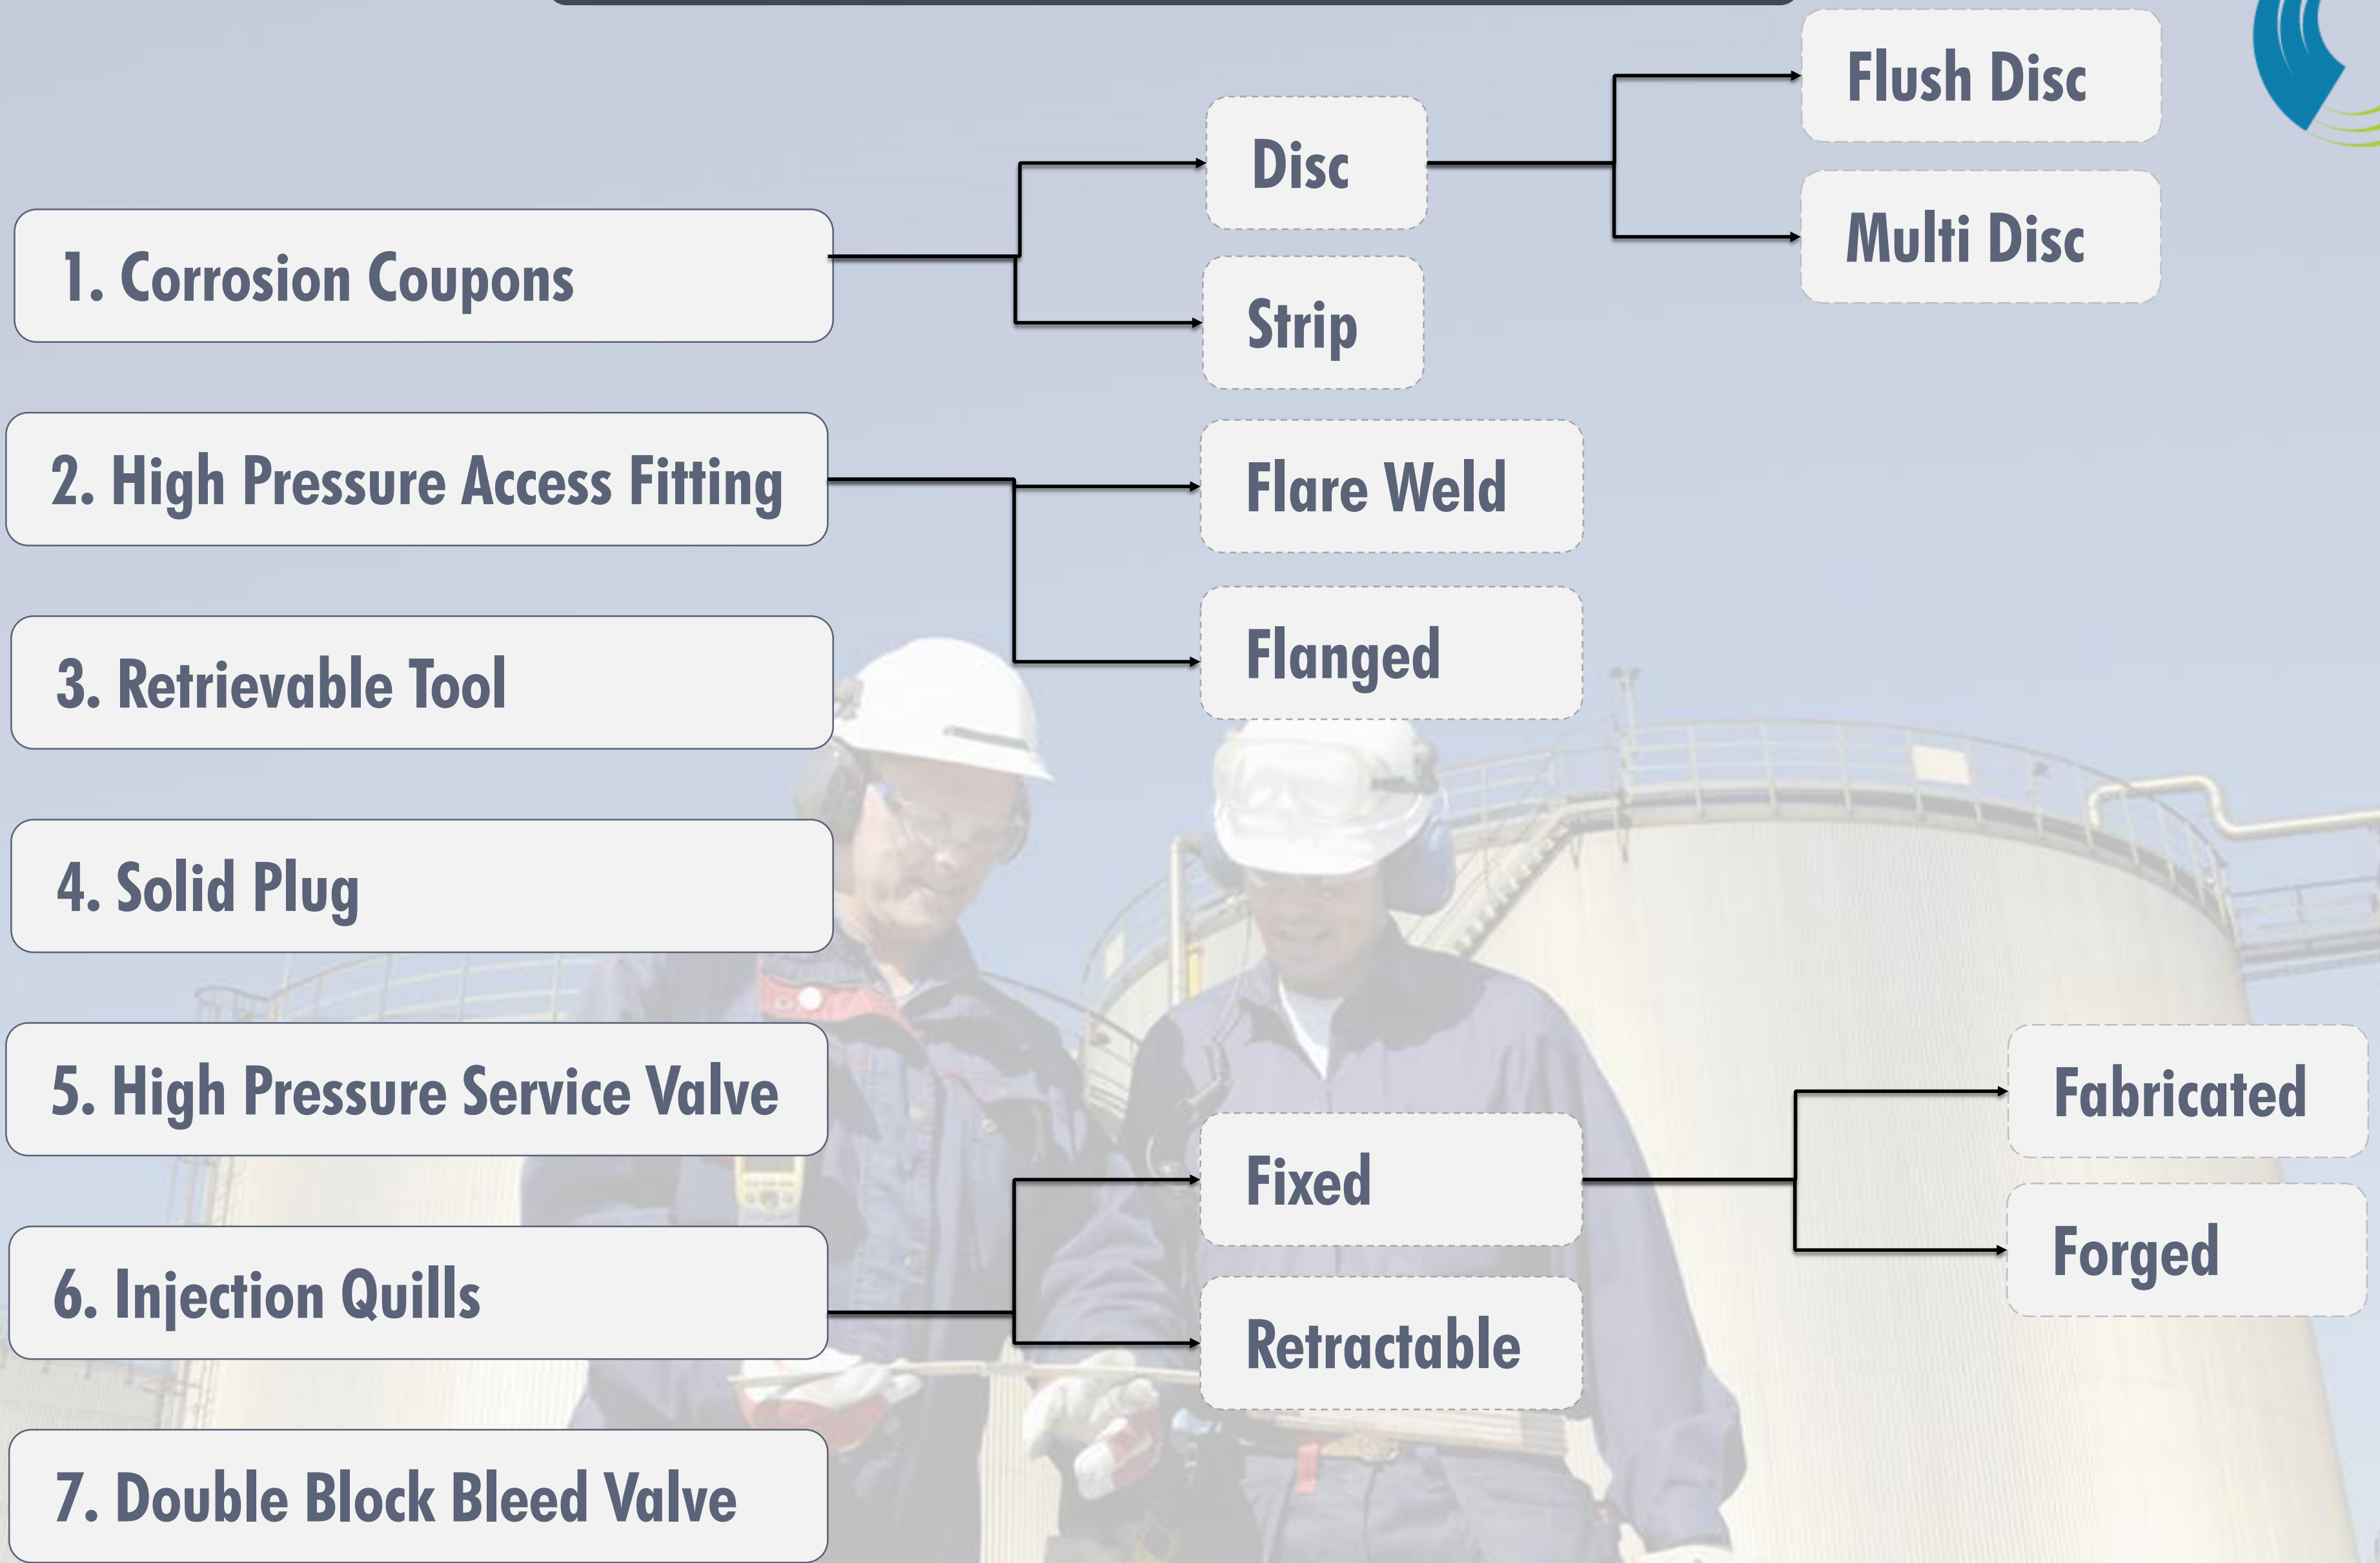 1. Corrosion Coupons
Disc
Flush Disc
Multi Disc
Strip
2. High Pressure Access Fitting
Flare Weld
Flanged
3. Retrievable Tool
4. Solid Plug
5. High Pressure Service Valve
6. Injection Quills
Fixed
Fabricated
Forged
Retractable
7. Double Block Bleed Valve